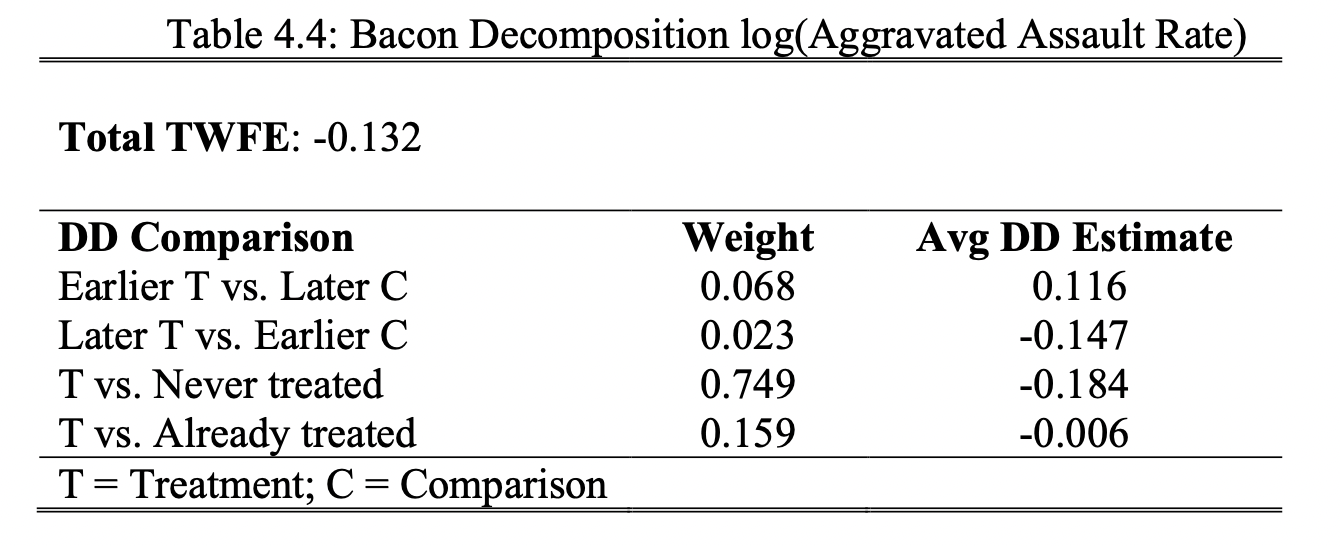 Table 4.4: Bacon Decomposition log(Aggravated Assault Rate)
Total TWFE: -0.132
DD Comparison Weight Avg DD Estimate
Earlier T vs. Later C 0.068 0.116
Later T vs. Earlier C 0.023 -0.147
T vs. Never treated 0.749 -0.184
T vs. Already treated 0.159 -0.006
T = Treatment; C = Comparison